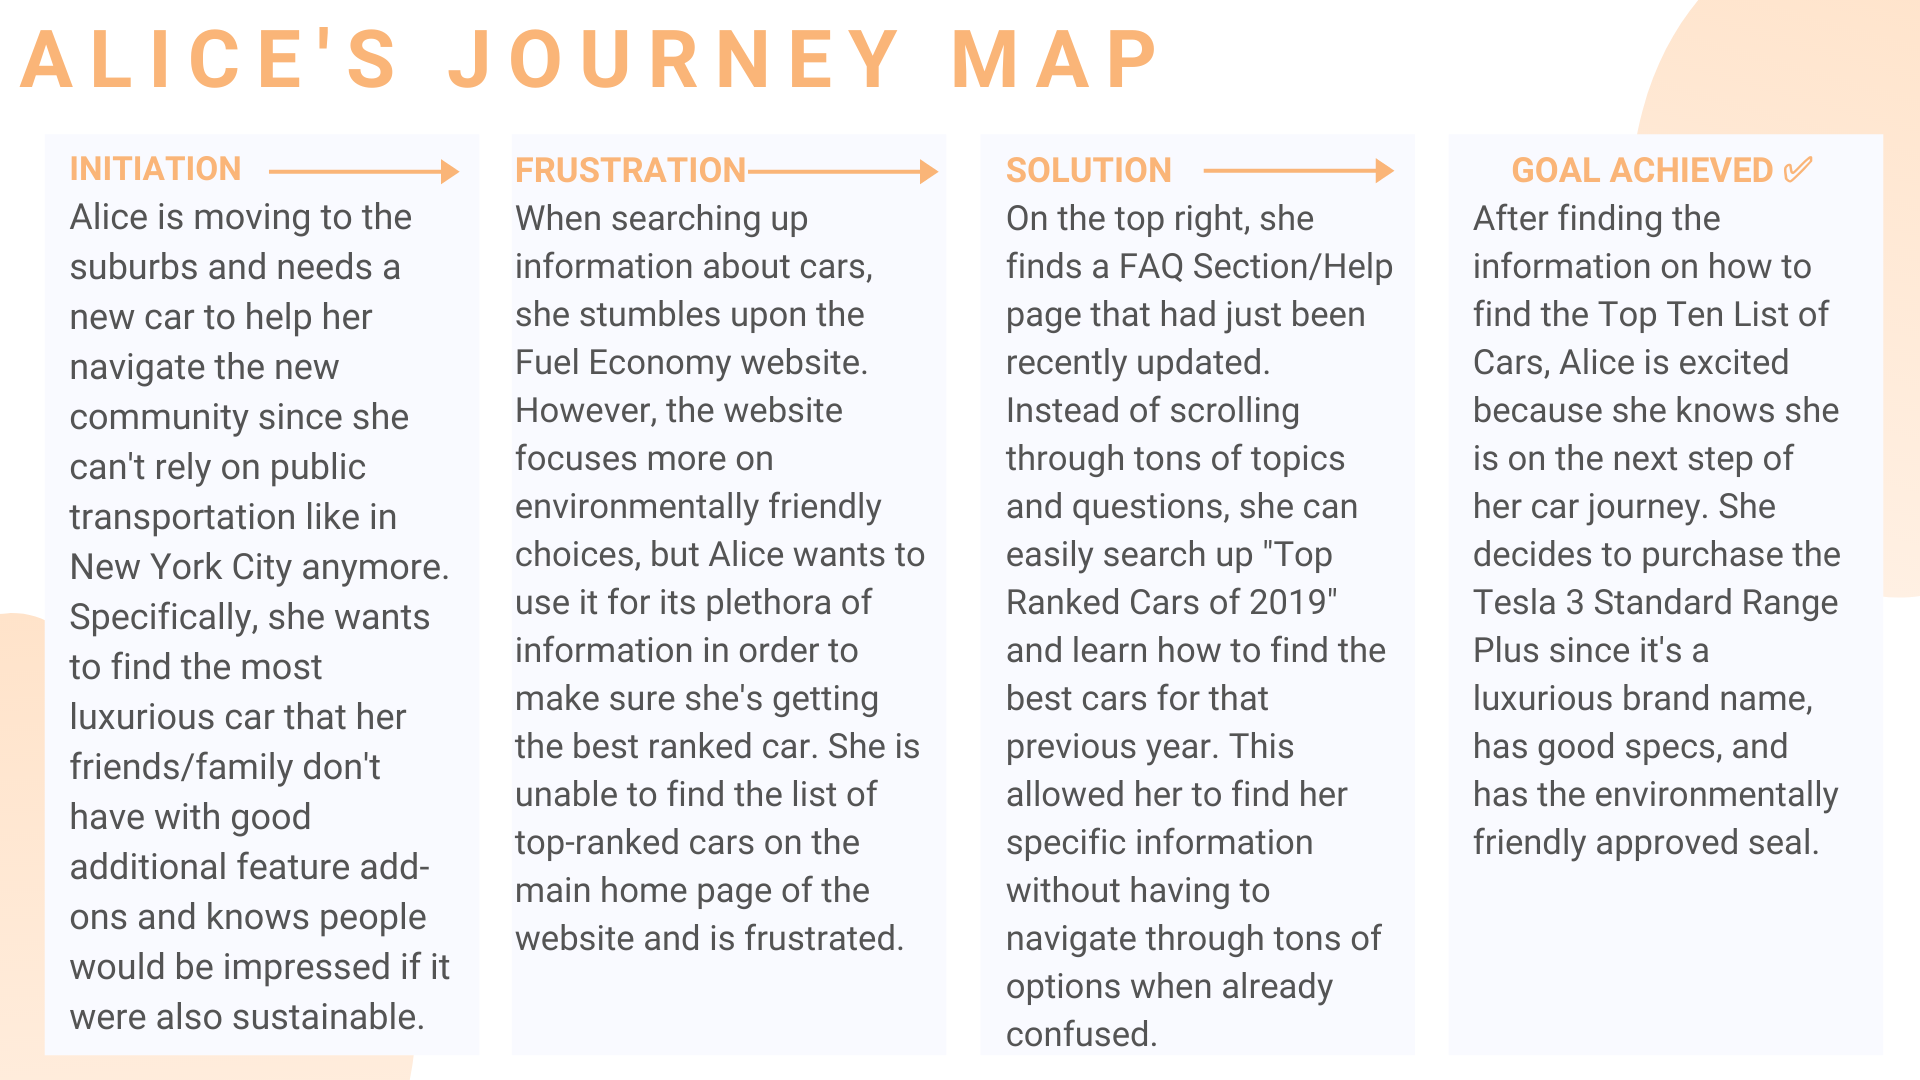 ALICE'S JOURNEY MAP
INITIATION
Alice is moving to the
suburbs and needs a
new car to help her
navigate the new
community since she
can't rely on public
transportation like in
New York City anymore.
Specifically, she wants
to find the most
luxurious car that her
friends/family don't
have with good
additional feature add-
ons and knows people
would be impressed if it
were also sustainable.
FRUSTRATION
When searching up
information about cars,
she stumbles upon the
Fuel Economy website.
However, the website
focuses more on
environmentally friendly
choices, but Alice wants to
use it for its plethora of
information in order to
make sure she's getting
the best ranked car. She is
unable to find the list of
top-ranked cars on the
main home page of the
website and is frustrated.
SOLUTION
On the top right, she
finds a FAQ Section/Help
page that had just been
recently updated.
Instead of scrolling
through tons of topics
and questions, she can
easily search up "Top
Ranked Cars of 2019"
and learn how to find the
best cars for that
previous year. This
allowed her to find her
specific information
without having to
navigate through tons of
options when already
confused.
GOAL ACHIEVED ✅
After finding the
information on how to
find the Top Ten List of
Cars, Alice is excited
because she knows she
is on the next step of
her car journey. She
decides to purchase the
Tesla 3 Standard Range
Plus since it's a
luxurious brand name,
has good specs, and
has the environmentally
friendly approved seal.